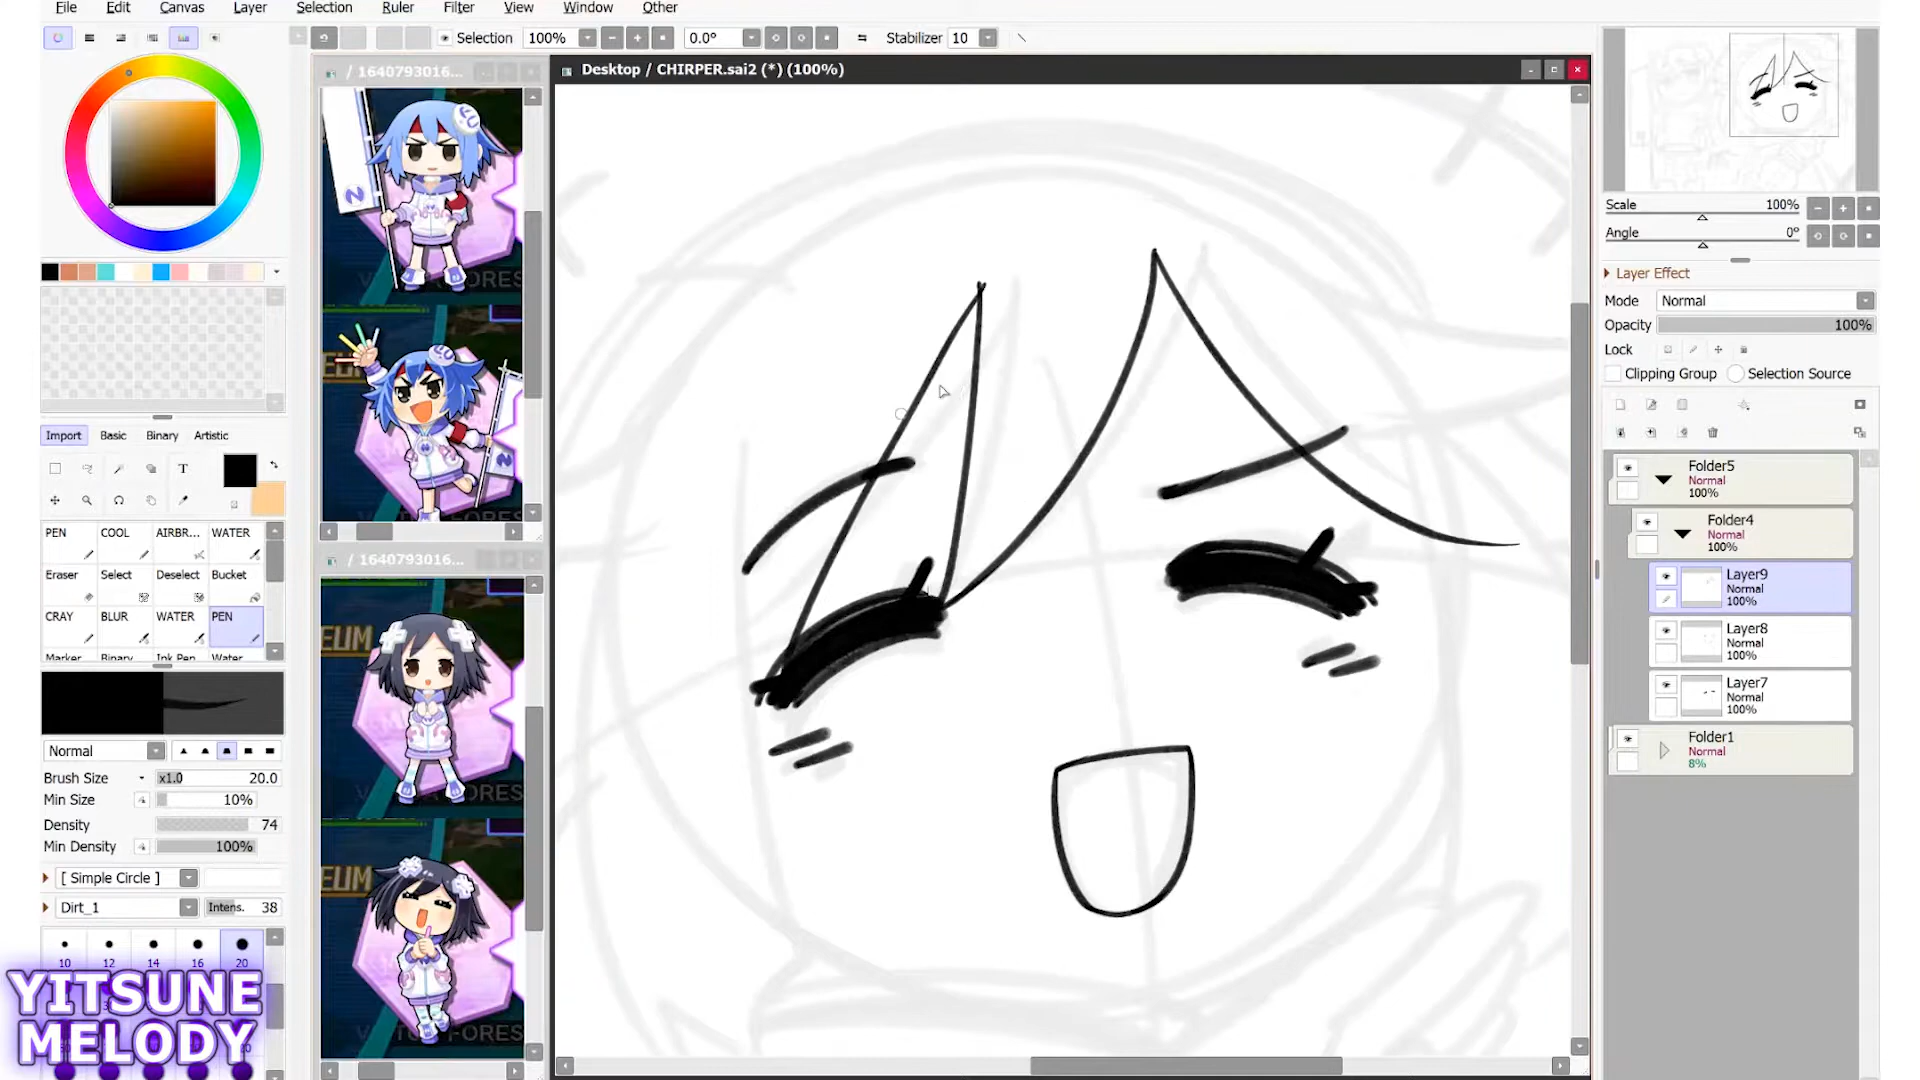 File Edit Canvas Layer Selection Ruler Filter View Window Other
Selection 100% 0.0° Stabilizer 10
/ 1640793016...
Desktop / CHIRPER.sai2 (*) (100%)
Scale 100%
Angle 0°
Layer Effect
Mode Normal
Opacity 100%
Lock
Clipping Group Selection Source
Folder5
Normal
100%
Folder4
Normal
100%
Layer9
Normal
100%
Layer8
Normal
100%
Layer7
Normal
100%
Folder1
Normal
8%
Import Basic Binary Artistic
T
PEN COOL AIRBR... WATER
Eraser Select Deselect Bucket
CRAY BLUR WATER PEN
Marker Binary Ink Pen Water
Normal
Brush Size x1.0 20.0
Min Size 10%
Density 74
Min Density 100%
[ Simple Circle ]
Dirt_1 Intens. 38
10 12 14 16 20
/ 1640793016...
N
N
EUM
EUM
YITSUNE
MELODY